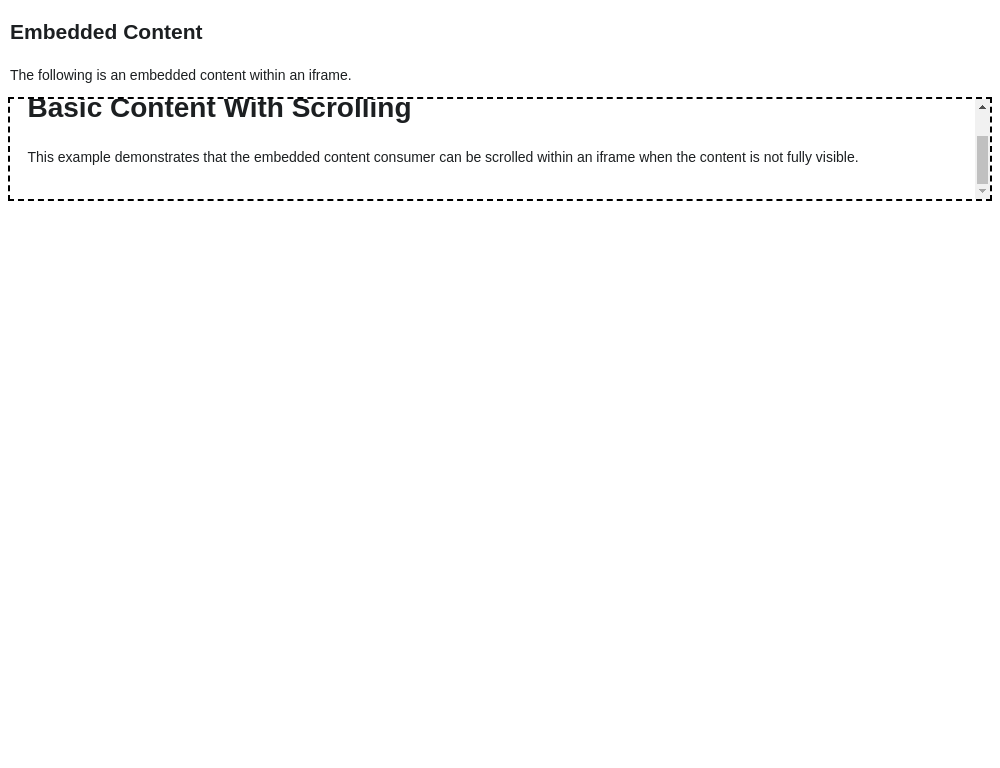 Embedded Content
The following is an embedded content within an iframe.
Basic Content With Scrolling
This example demonstrates that the embedded content consumer can be scrolled within an iframe when the content is not fully visible.